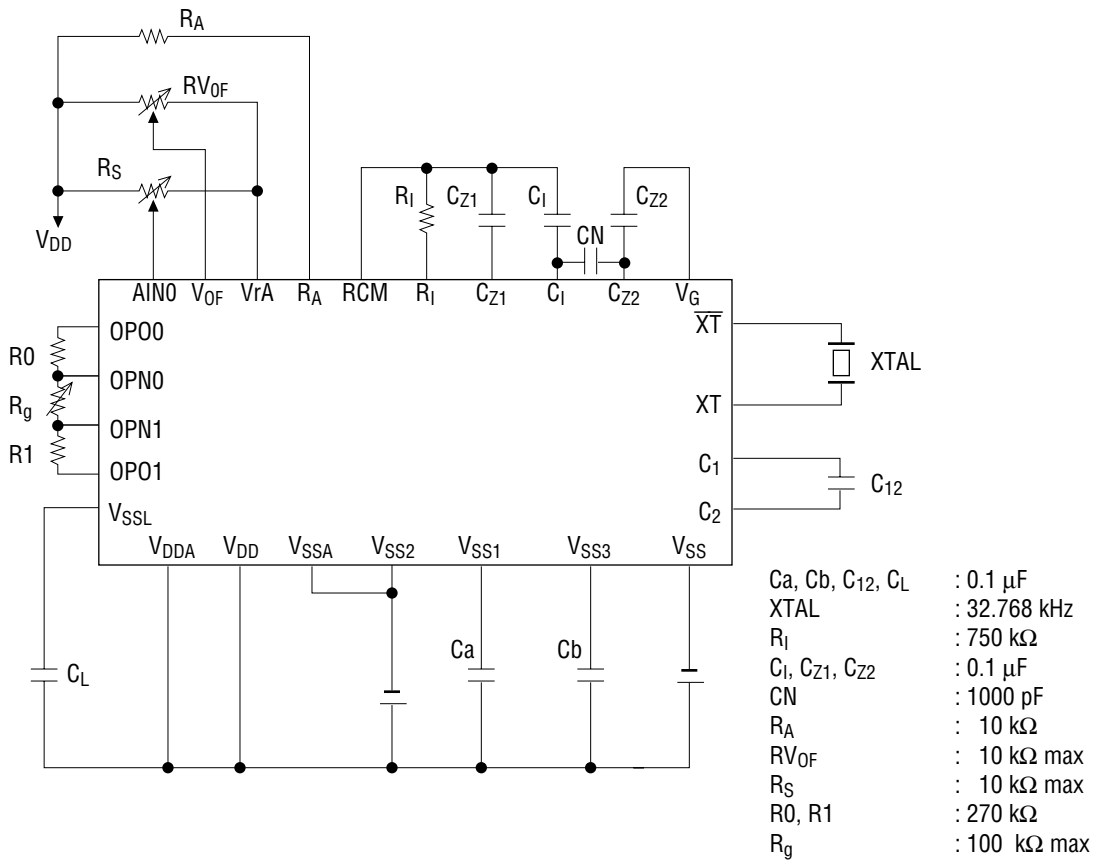 R_A
RV_OF
R_S
V_DD
R_I C_Z1 C_I C_Z2
CN
AIN0 V_OF VrA R_A RCM R_I C_Z1 C_I C_Z2 V_G
OPO0
R0
OPN0
R_g
OPN1
R1
OPO1
V_SSL
X̅T̅
XTAL
XT
C_1
C_12
C_2
V_DDA V_DD V_SSA V_SS2 V_SS1 V_SS3 V_SS
C_L
Ca
Cb
Ca, Cb, C_12, C_L : 0.1 μF
XTAL : 32.768 kHz
R_I : 750 kΩ
C_I, C_Z1, C_Z2 : 0.1 μF
CN : 1000 pF
R_A : 10 kΩ
RV_OF : 10 kΩ max
R_S : 10 kΩ max
R0, R1 : 270 kΩ
R_g : 100 kΩ max